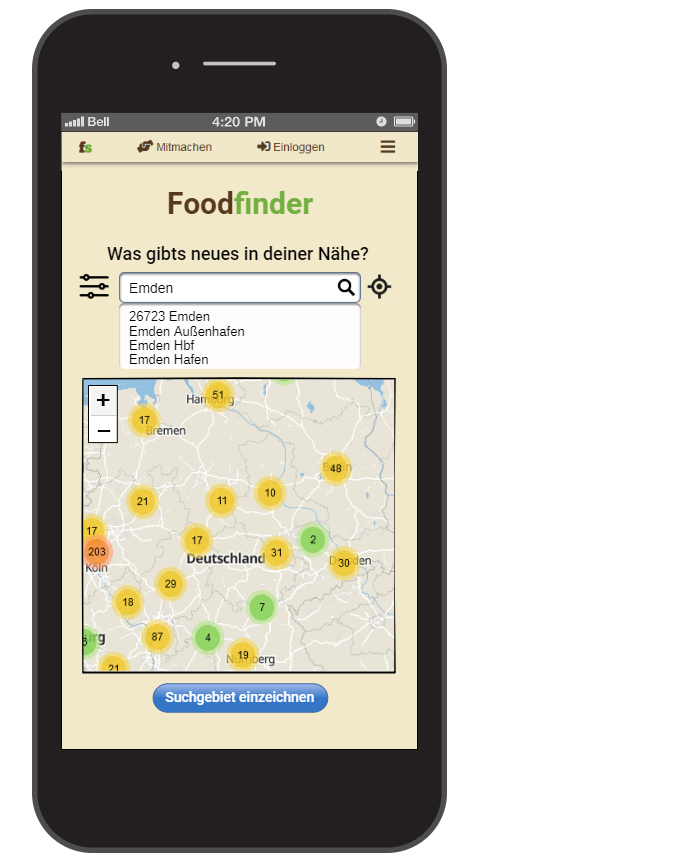 Bell 4:20 PM
fs Mitmachen Einloggen
Foodfinder
Was gibts neues in deiner Nähe?
Emden
26723 Emden
Emden Außenhafen
Emden Hbf
Emden Hafen
+
−
51
Hamburg
17
Bremen
48
21
11
10
17
203
Köln
17
Deutschland
31
2
30
29
18
7
87
4
19
Nürnberg
21
Suchgebiet einzeichnen